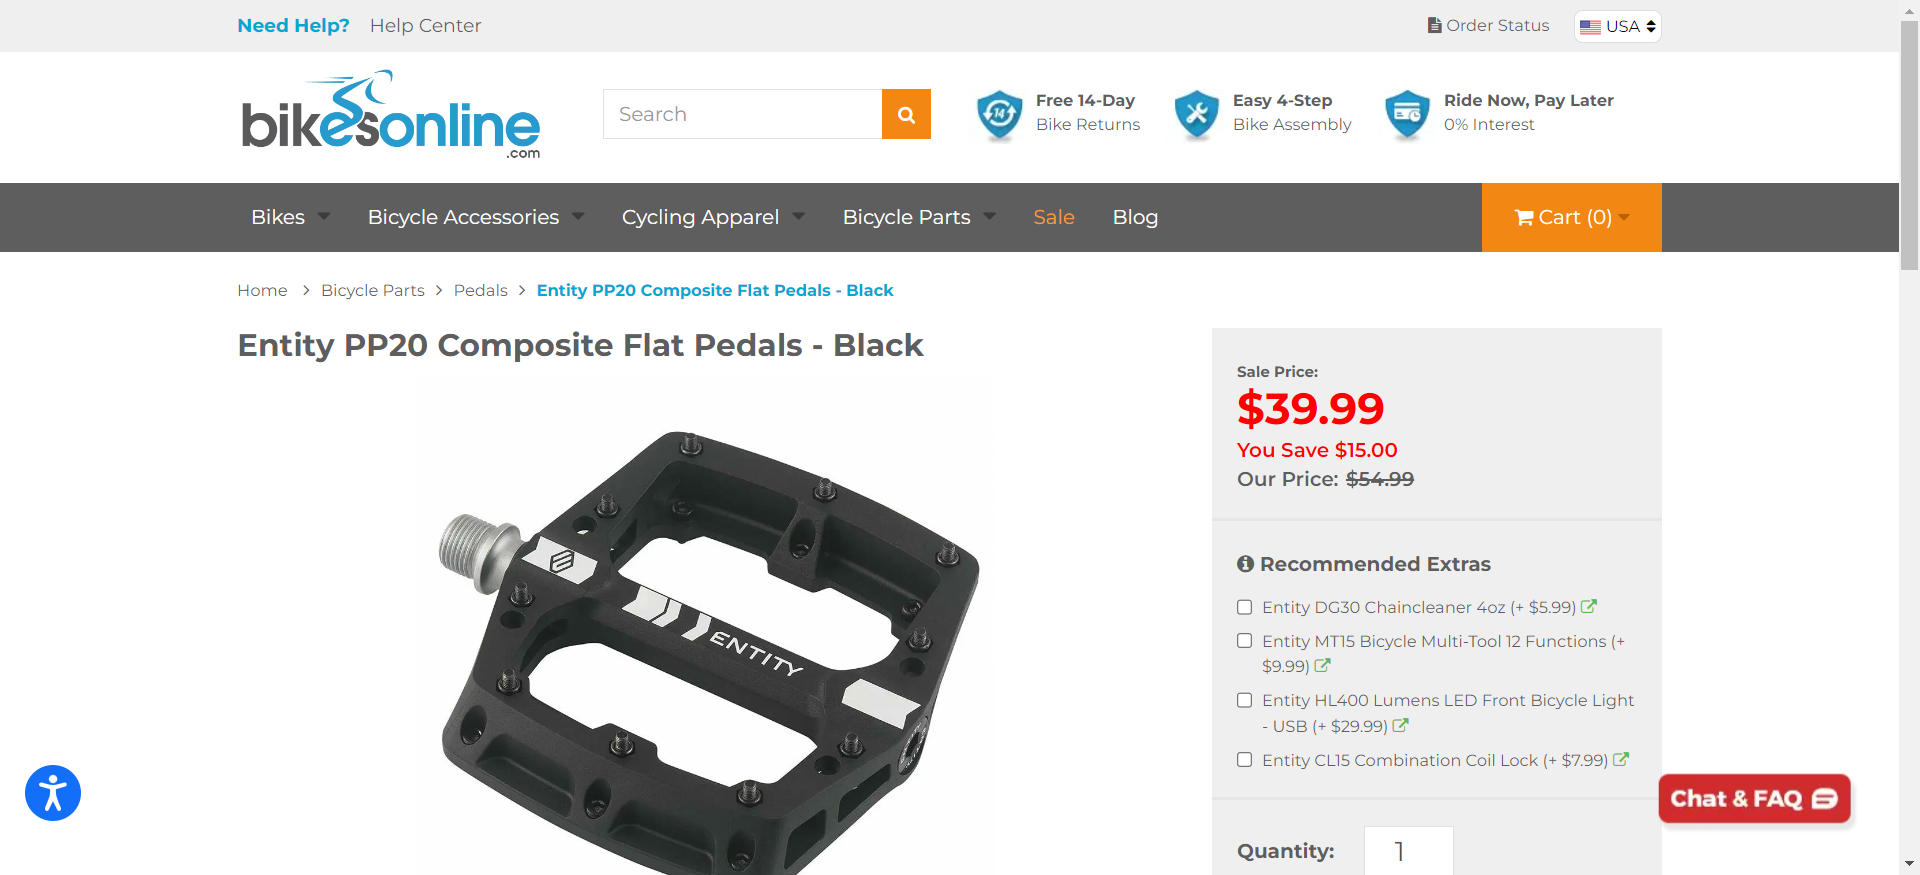 Need Help? Help Center
Order Status
USA
bikesonline
.com
Search
Free 14-Day
Bike Returns
14
Easy 4-Step
Bike Assembly
Ride Now, Pay Later
0% Interest
Bikes Bicycle Accessories Cycling Apparel Bicycle Parts Sale Blog
Cart (0)
Home > Bicycle Parts > Pedals > Entity PP20 Composite Flat Pedals - Black
Entity PP20 Composite Flat Pedals - Black
ENTITY
Sale Price:
$39.99
You Save $15.00
Our Price: $54.99
Recommended Extras
Entity DG30 Chaincleaner 4oz (+ $5.99)
Entity MT15 Bicycle Multi-Tool 12 Functions (+
$9.99)
Entity HL400 Lumens LED Front Bicycle Light
- USB (+ $29.99)
Entity CL15 Combination Coil Lock (+ $7.99)
Chat & FAQ
Quantity: 1